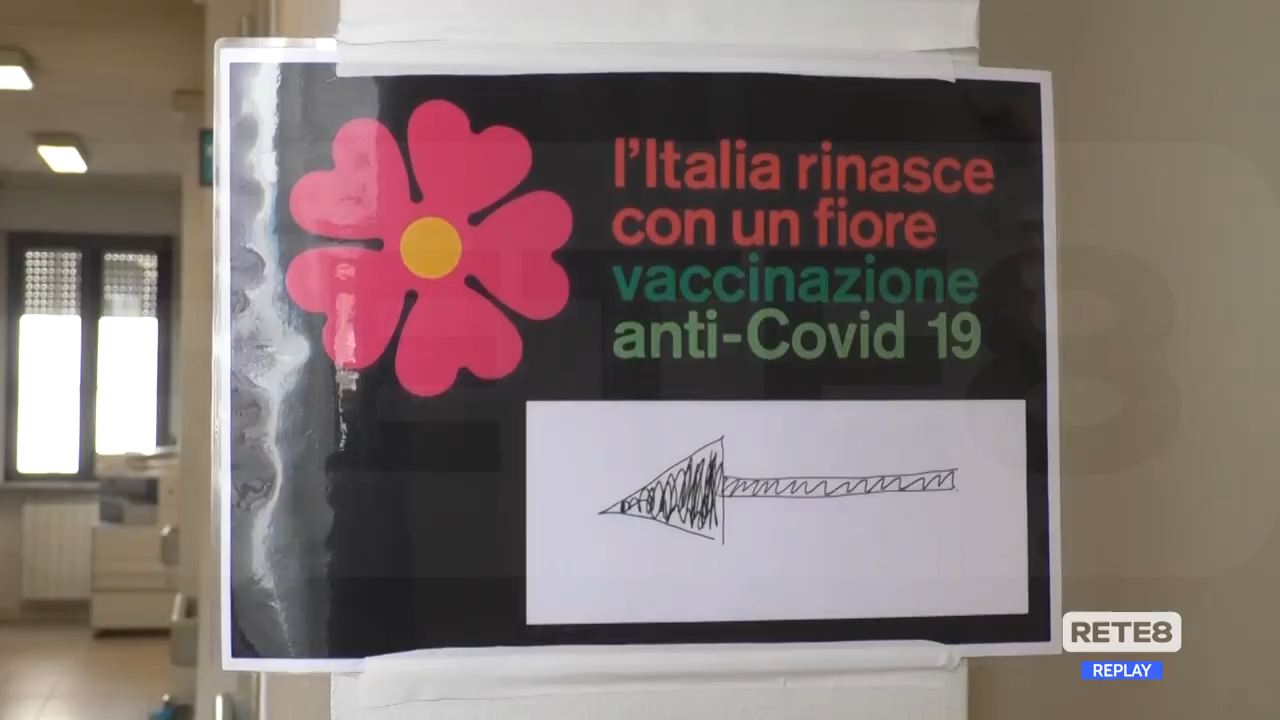 l'Italia rinasce
con un fiore
vaccinazione
anti-Covid 19
RETE8
REPLAY